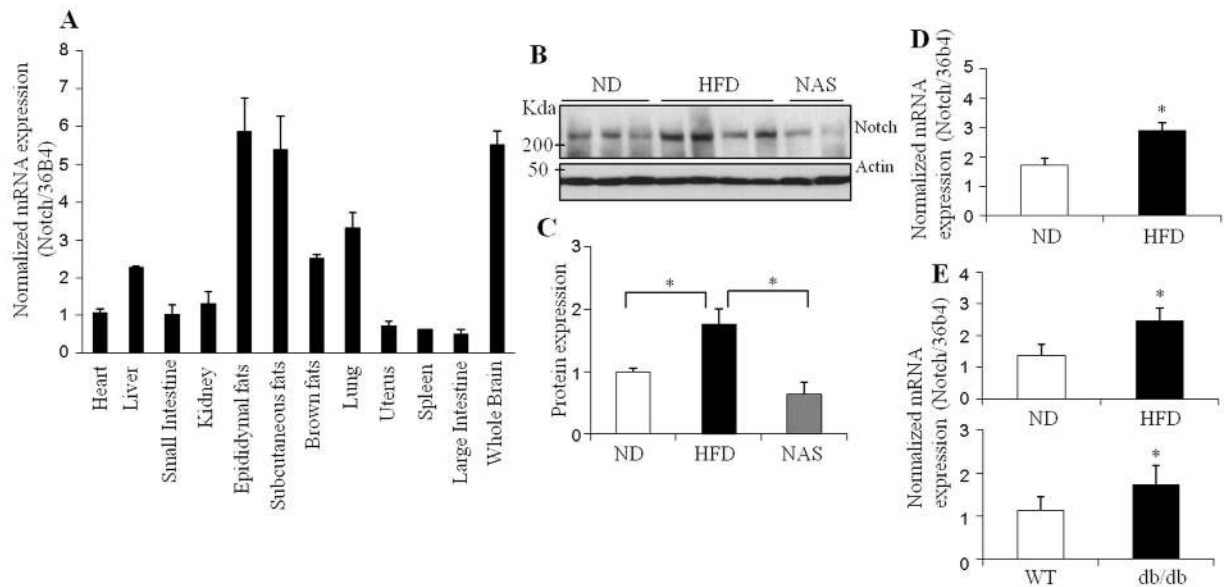 A
Normalized mRNA expression
(Notch/36B4)
8
7
6
5
4
3
2
1
0
Heart
Liver
Small Intestine
Kidney
Epididymal fats
Subcutaneous fats
Brown fats
Lung
Uterus
Spleen
Large Intestine
Whole Brain
B
ND HFD NAS
Kda
200
50
Notch
Actin
C
Protein expression
3
2
1
0
*
*
ND HFD NAS
D
Normalized mRNA
expression (Notch/36b4)
5
4
3
2
1
0
*
ND HFD
E
Normalized mRNA
expression (Notch/36b4)
4
3
2
1
0
*
ND HFD
Normalized mRNA
expression (Notch/36b4)
3
2
1
0
*
WT db/db